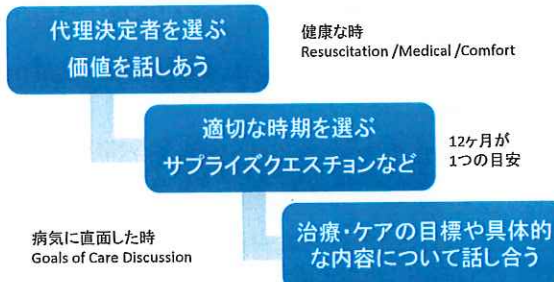 代理決定者を選ぶ
価値を話しあう
健康な時
Resuscitation /Medical /Comfort
適切な時期を選ぶ
サプライズクエスチョンなど
12ヶ月が
1つの目安
病気に直面した時
Goals of Care Discussion
治療・ケアの目標や具体的
な内容について話し合う